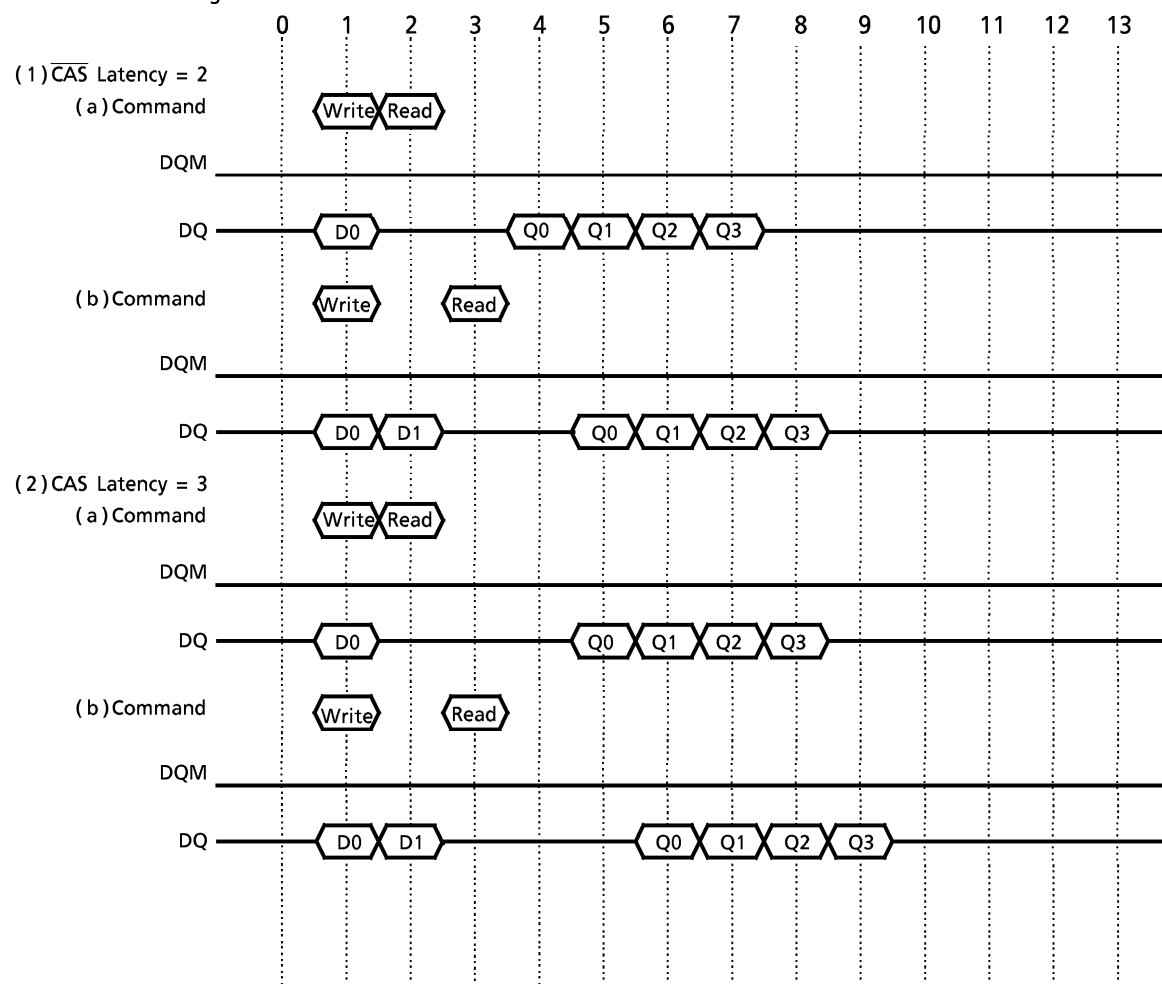 0 1 2 3 4 5 6 7 8 9 10 11 12 13
(1) CAS Latency = 2
(a) Command Write Read
DQM
DQ D0 Q0 Q1 Q2 Q3
(b) Command Write Read
DQM
DQ D0 D1 Q0 Q1 Q2 Q3
(2) CAS Latency = 3
(a) Command Write Read
DQM
DQ D0 Q0 Q1 Q2 Q3
(b) Command Write Read
DQM
DQ D0 D1 Q0 Q1 Q2 Q3